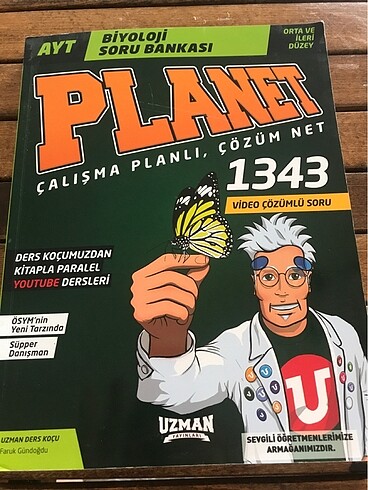 AYT
BİYOLOJİ
SORU BANKASI
ORTA VE
İLERİ
DÜZEY
PLANET
ÇALIŞMA PLANLI, ÇÖZÜM NET
1343
VİDEO ÇÖZÜMLÜ SORU
DERS KOÇUMUZDAN
KİTAPLA PARALEL
YOUTUBE DERSLERİ
ÖSYM'nin
Yeni Tarzında
Süpper
Danışman
U
UZMAN
YAYINLARI
UZMAN DERS KOÇU
Faruk Gündoğdu
SEVGİLİ ÖĞRETMENLERİMİZE
ARMAĞANIMIZDIR.